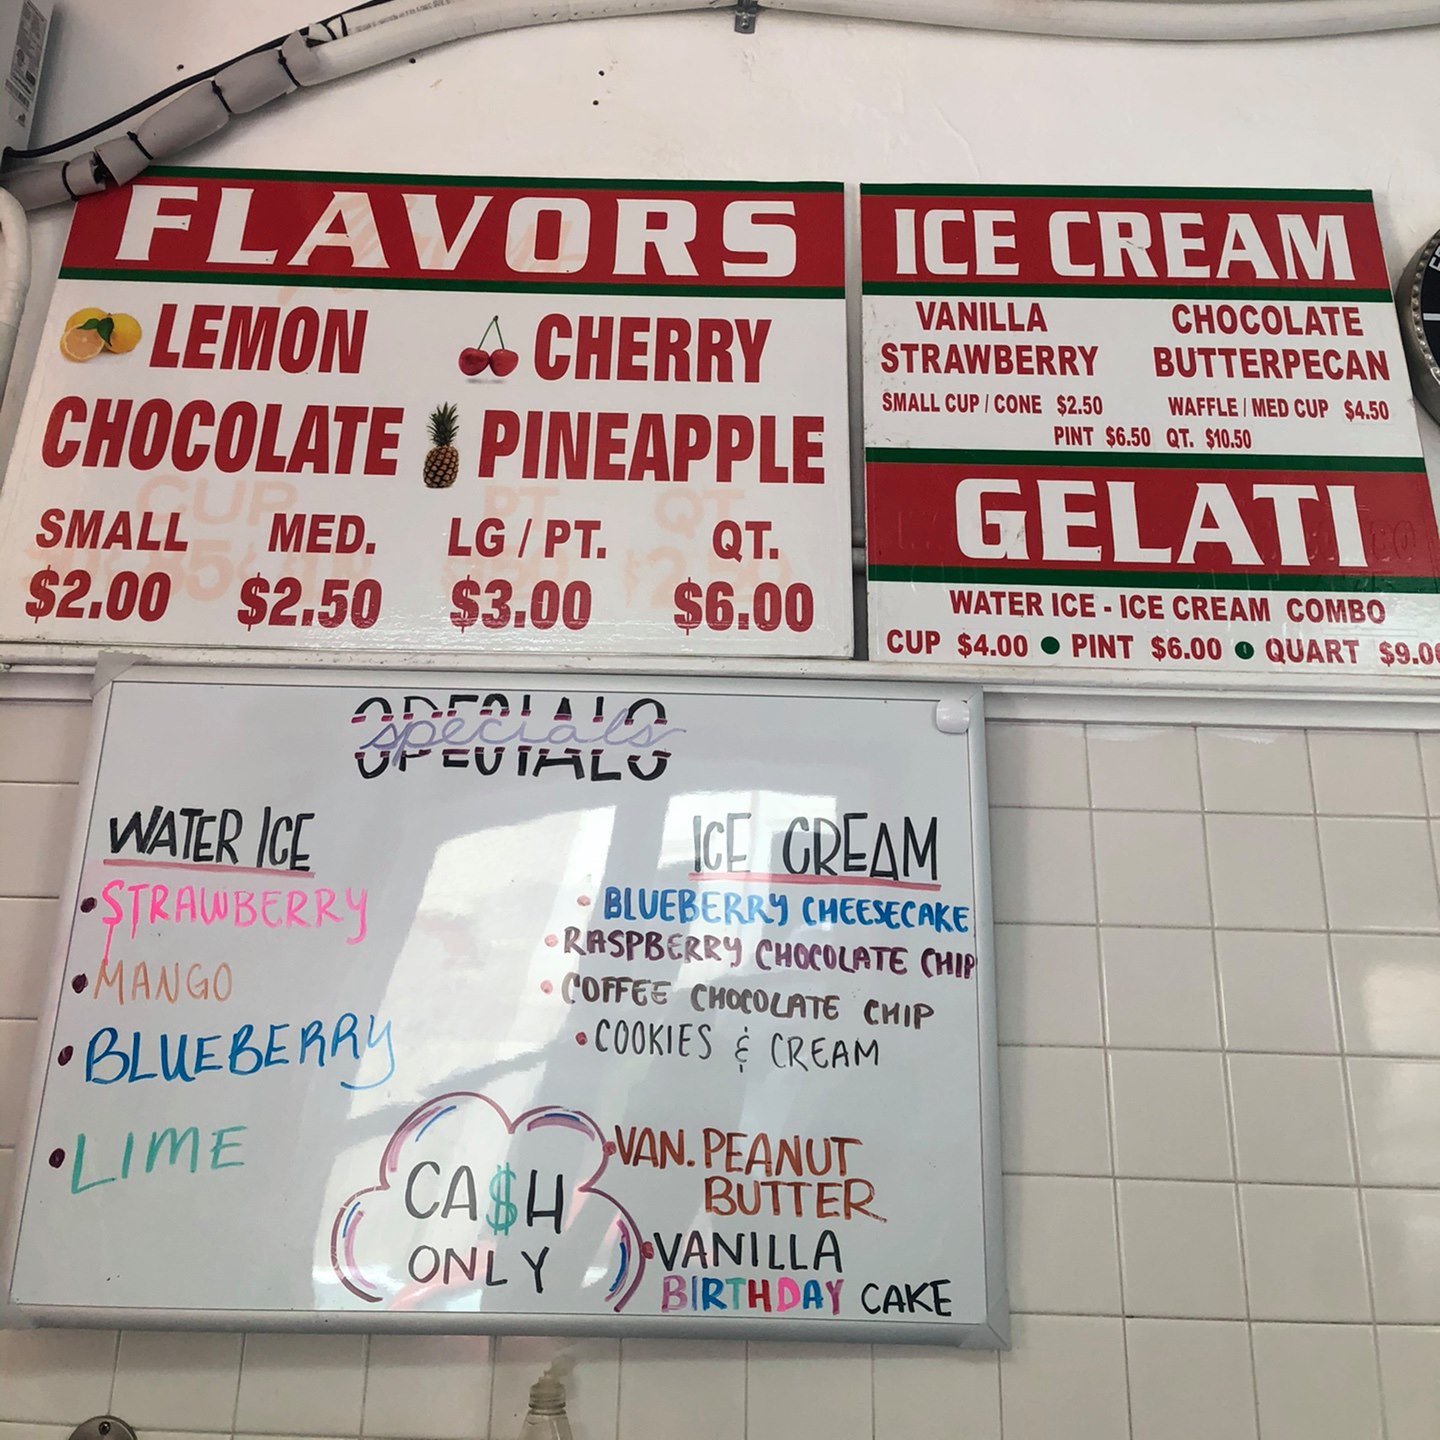 FLAVORS
LEMON CHERRY
CHOCOLATE PINEAPPLE
SMALL MED. LG / PT. QT.
$2.00 $2.50 $3.00 $6.00
ICE CREAM
VANILLA CHOCOLATE
STRAWBERRY BUTTERPECAN
SMALL CUP / CONE $2.50 WAFFLE / MED CUP $4.50
PINT $6.50 QT. $10.50
GELATI
WATER ICE - ICE CREAM COMBO
CUP $4.00 • PINT $6.00 • QUART $9.00
SPECIALS
specials
WATER ICE
• STRAWBERRY
• MANGO
• BLUEBERRY
• LIME
ICE CREAM
• BLUEBERRY CHEESECAKE
• RASPBERRY CHOCOLATE CHIP
• COFFEE CHOCOLATE CHIP
• COOKIES & CREAM
• VAN. PEANUT
BUTTER
• VANILLA
BIRTHDAY CAKE
CA$H
ONLY